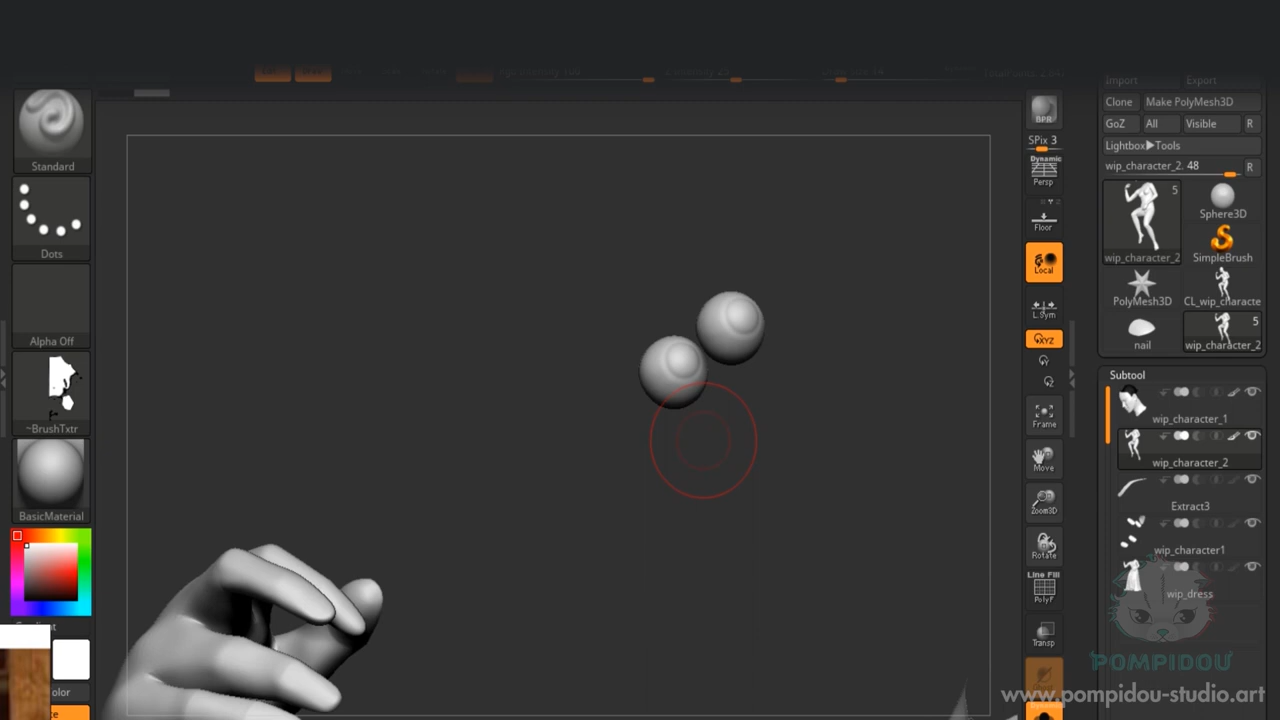 Import Export
Clone Make PolyMesh3D
GoZ All Visible R
Lightbox▶Tools
wip_character_2. 48 R
5
Sphere3D
wip_character_2
SimpleBrush
PolyMesh3D
CL_wip_characte
5
nail
wip_character_2
Subtool
wip_character_1
wip_character_2
Extract3
wip_character1
wip_dress
POMPIDOU
www.pompidou-studio.art
Standard
Dots
Alpha Off
~BrushTxtr
BasicMaterial
BPR
SPix 3
Dynamic
Persp
Floor
Local
L.Sym
XYZ
Frame
Move
Zoom3D
Rotate
Line Fill
PolyF
Transp